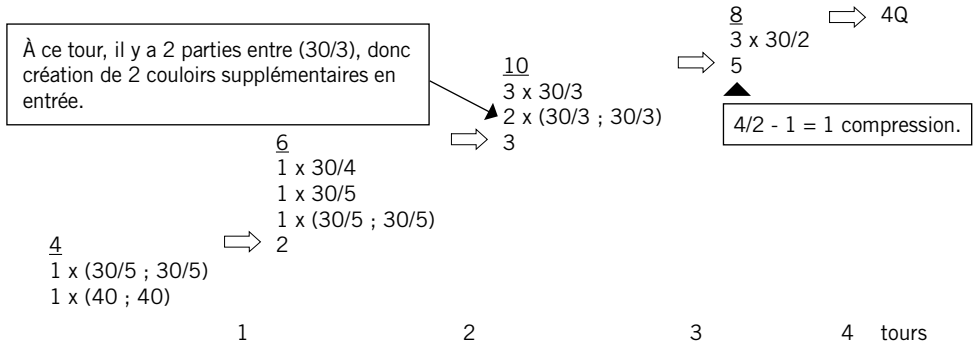 À ce tour, il y a 2 parties entre (30/3), donc
création de 2 couloirs supplémentaires en
entrée.
4
1 x (30/5 ; 30/5)
1 x (40 ; 40)
6
1 x 30/4
1 x 30/5
1 x (30/5 ; 30/5)
2
10
3 x 30/3
2 x (30/3 ; 30/3)
3
8
3 x 30/2
5
4/2 - 1 = 1 compression.
4Q
1 2 3 4 tours